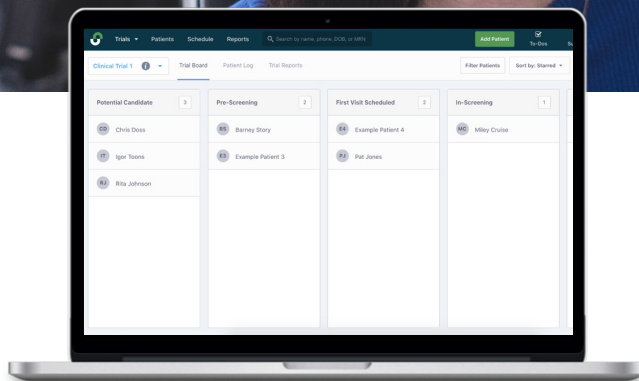 Trials Patients Schedule Reports Search by name, phone, DOB, or MRN Add Patient To-Dos
Clinical Trial 1 i Trial Board Patient Log Trial Reports Filter Patients Sort by: Starred
Potential Candidate 3 Pre-Screening 2 First Visit Scheduled 2 In-Screening 1
CD Chris Doss BS Barney Story E4 Example Patient 4 MC Miley Cruise
IT Igor Toons E3 Example Patient 3 PJ Pat Jones
RJ Rita Johnson